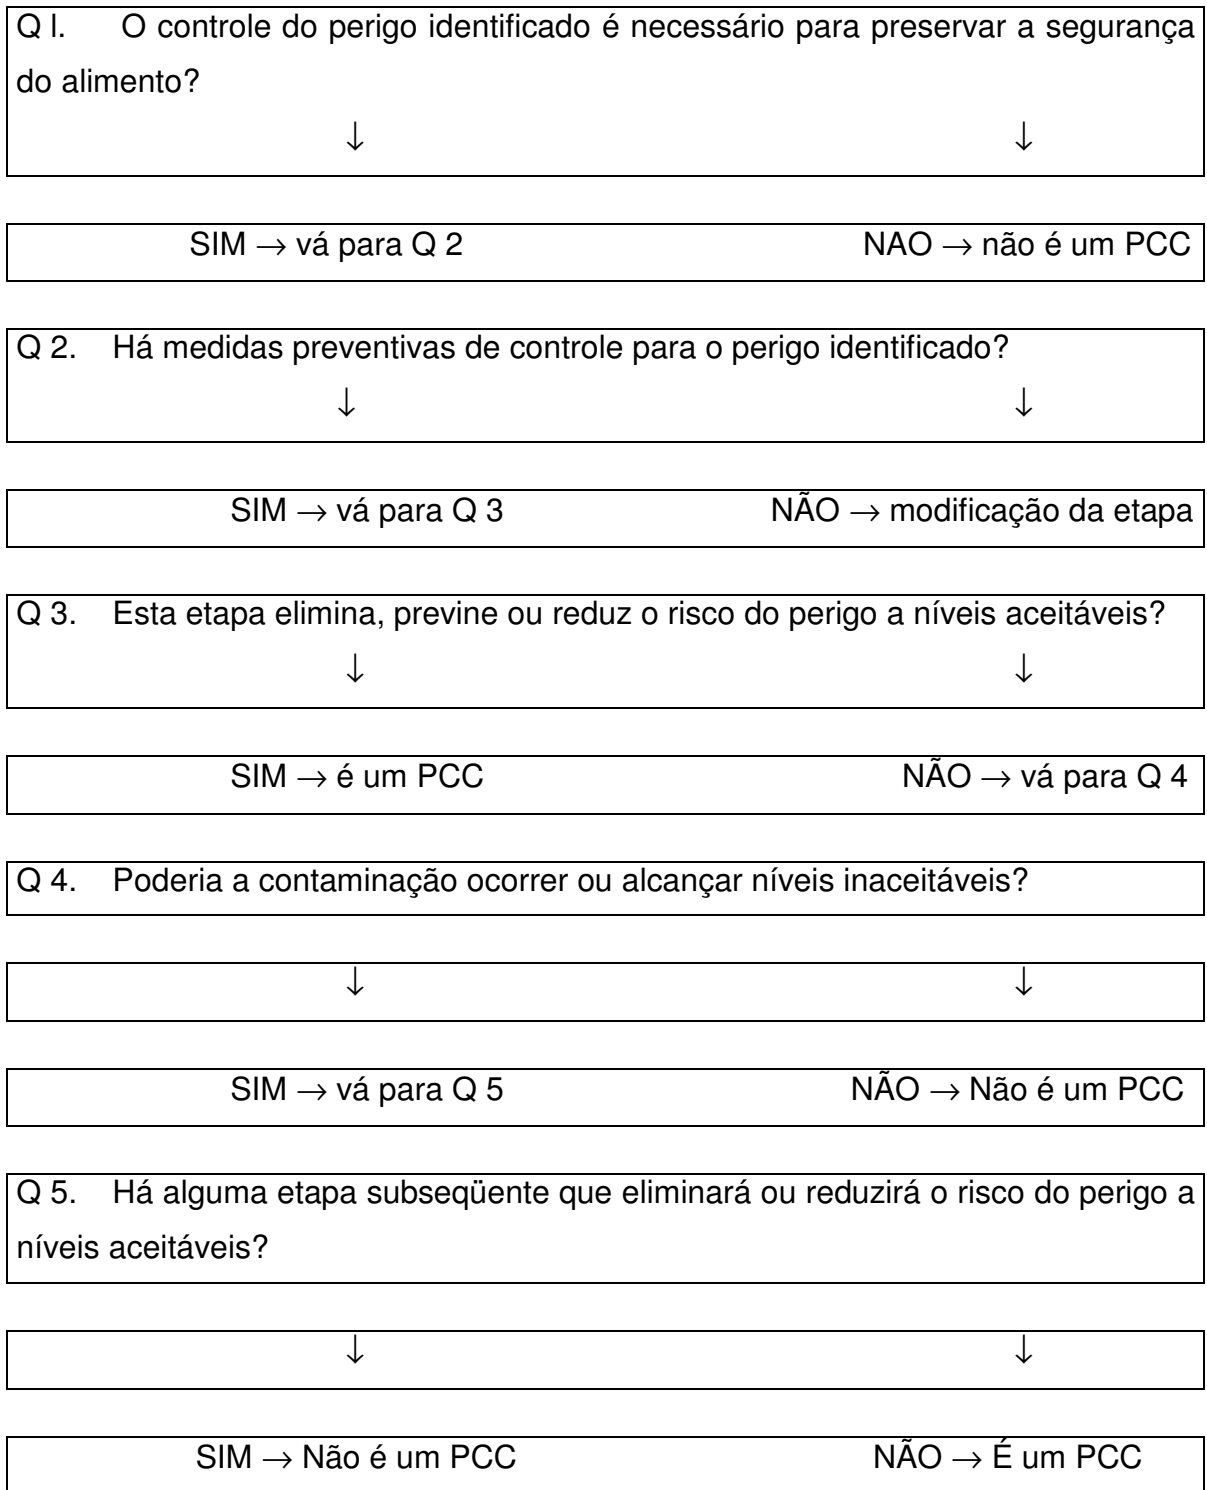 Q l. O controle do perigo identificado é necessário para preservar a segurança
do alimento?
↓ ↓
SIM → vá para Q 2 NAO → não é um PCC
Q 2. Há medidas preventivas de controle para o perigo identificado?
↓ ↓
SIM → vá para Q 3 NÃO → modificação da etapa
Q 3. Esta etapa elimina, previne ou reduz o risco do perigo a níveis aceitáveis?
↓ ↓
SIM → é um PCC NÃO → vá para Q 4
Q 4. Poderia a contaminação ocorrer ou alcançar níveis inaceitáveis?
↓ ↓
SIM → vá para Q 5 NÃO → Não é um PCC
Q 5. Há alguma etapa subseqüente que eliminará ou reduzirá o risco do perigo a
níveis aceitáveis?
↓ ↓
SIM → Não é um PCC NÃO → É um PCC